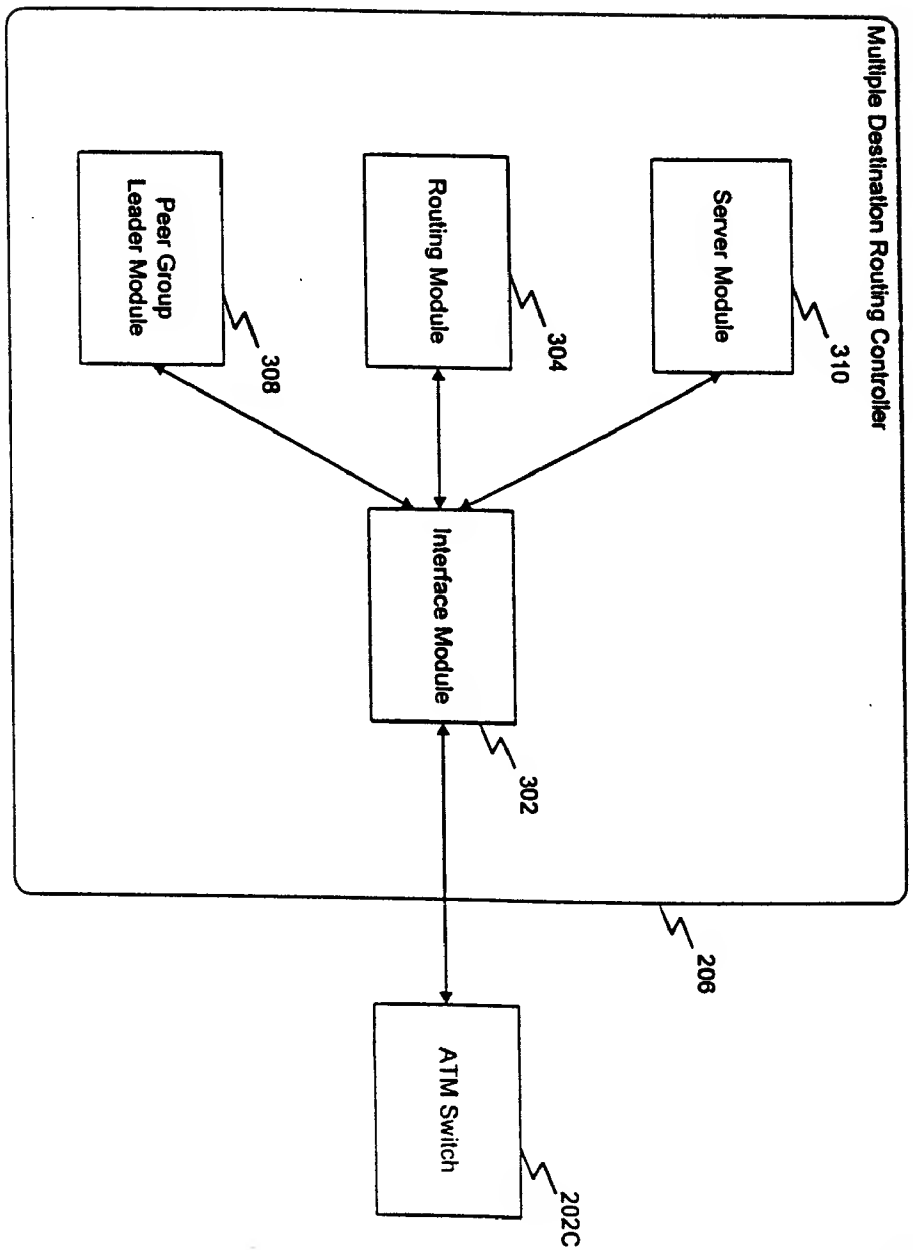 Multiple Destination Routing Controller
Server Module
310
Routing Module
304
Peer Group
Leader Module
308
Interface Module
302
206
ATM Switch
202C